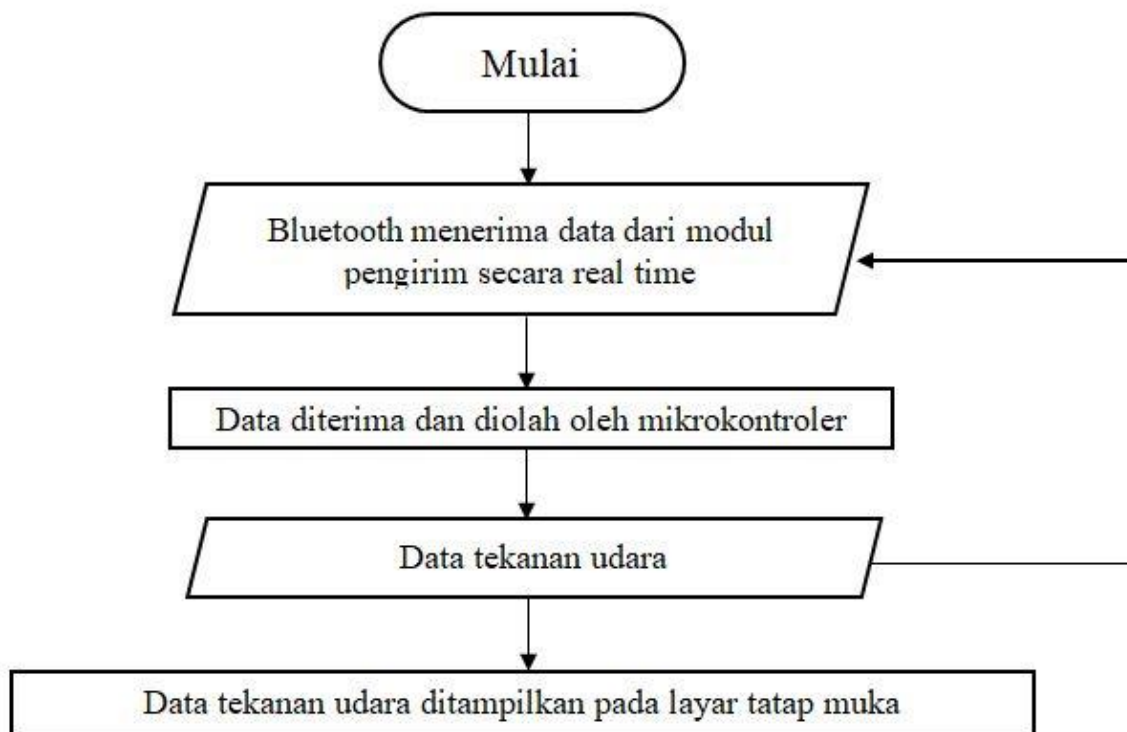 Mulai
Bluetooth menerima data dari modul
pengirim secara real time
Data diterima dan diolah oleh mikrokontroler
Data tekanan udara
Data tekanan udara ditampilkan pada layar tatap muka